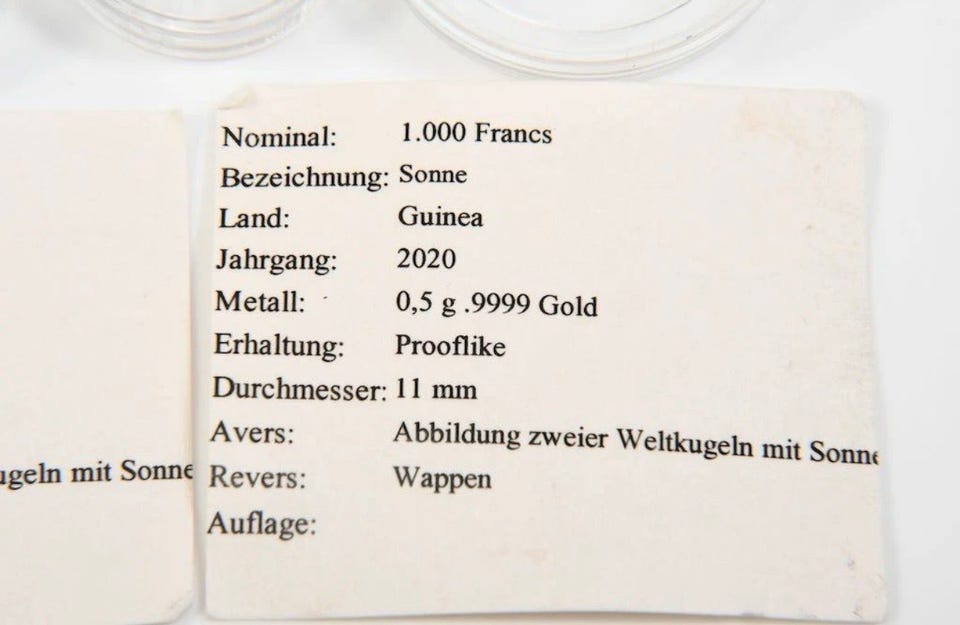 Nominal: 1.000 Francs
Bezeichnung: Sonne
Land: Guinea
Jahrgang: 2020
Metall: 0,5 g .9999 Gold
Erhaltung: Prooflike
Durchmesser: 11 mm
Avers: Abbildung zweier Weltkugeln mit Sonne
Revers: Wappen
Auflage:
ugeln mit Sonne